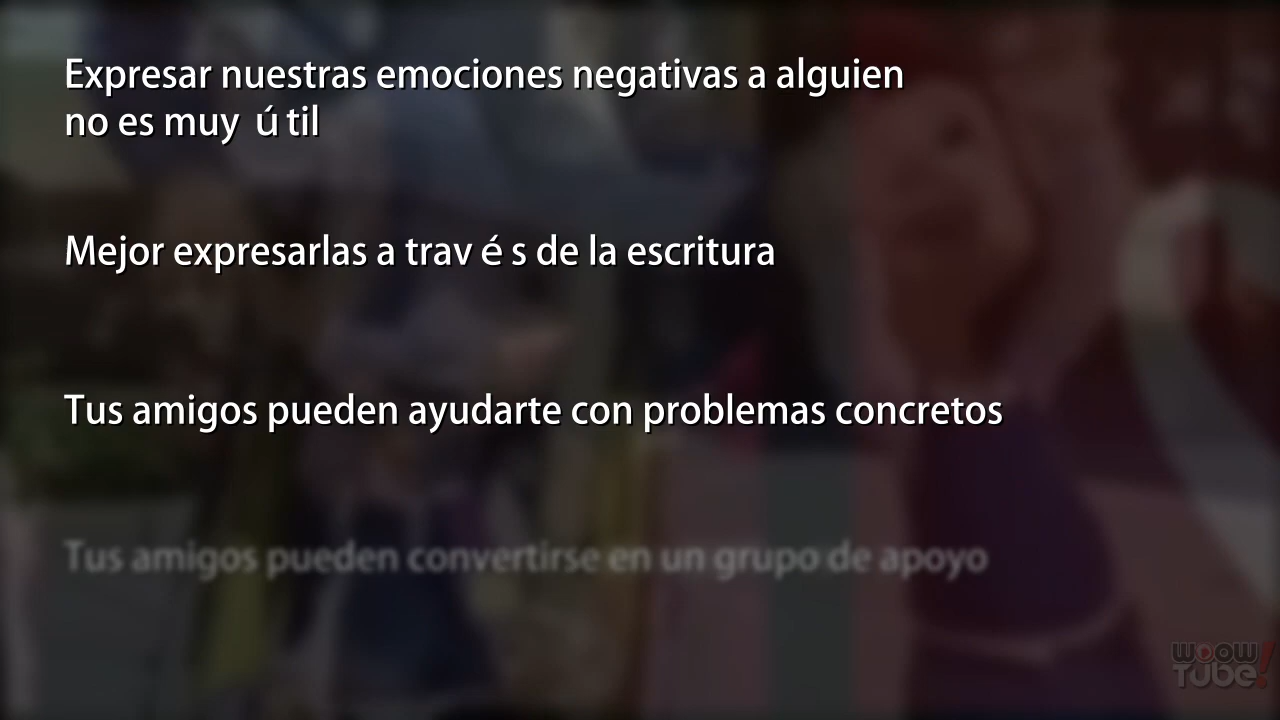 Expresar nuestras emociones negativas a alguien
no es muy ú til
Mejor expresarlas a trav é s de la escritura
Tus amigos pueden ayudarte con problemas concretos
Tus amigos pueden convertirse en un grupo de apoyo
woow
TUBe!